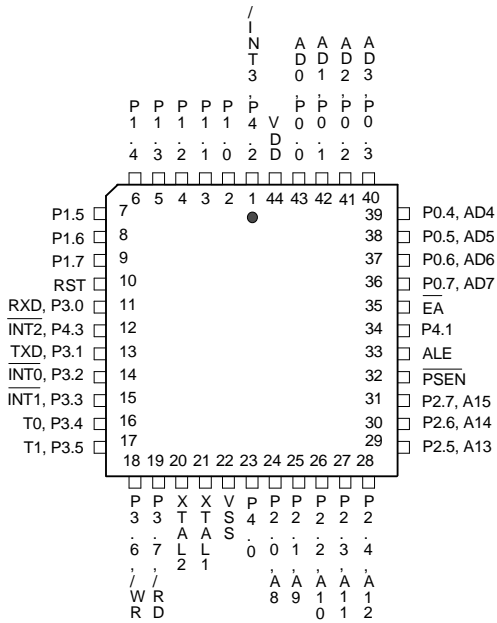 P1.4
P1.3
P1.2
P1.1
P1.0
/INT3, P4.2
VDD
AD0, P0.0
AD1, P0.1
AD2, P0.2
AD3, P0.3
6 5 4 3 2 1 44 43 42 41 40
P1.5 7
P1.6 8
P1.7 9
RST 10
RXD, P3.0 11
INT2, P4.3 12
TXD, P3.1 13
INT0, P3.2 14
INT1, P3.3 15
T0, P3.4 16
T1, P3.5 17
39 P0.4, AD4
38 P0.5, AD5
37 P0.6, AD6
36 P0.7, AD7
35 EA
34 P4.1
33 ALE
32 PSEN
31 P2.7, A15
30 P2.6, A14
29 P2.5, A13
18 19 20 21 22 23 24 25 26 27 28
P3.6, /WR
P3.7, /RD
XTAL2
XTAL1
VSS
P4.0
P2.0, A8
P2.1, A9
P2.2, A10
P2.3, A11
P2.4, A12